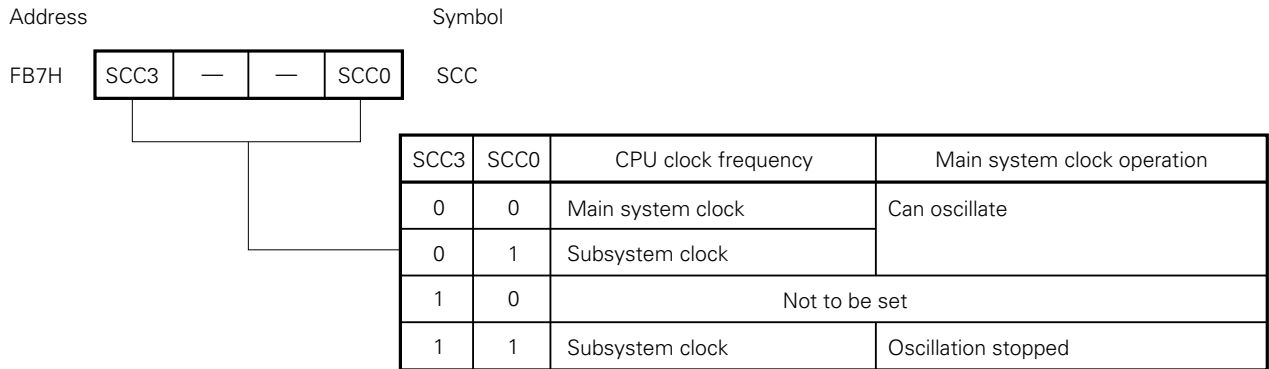 Address Symbol
FB7H SCC3 — — SCC0 SCC
SCC3 SCC0 CPU clock frequency Main system clock operation
0 0 Main system clock Can oscillate
0 1 Subsystem clock
1 0 Not to be set
1 1 Subsystem clock Oscillation stopped